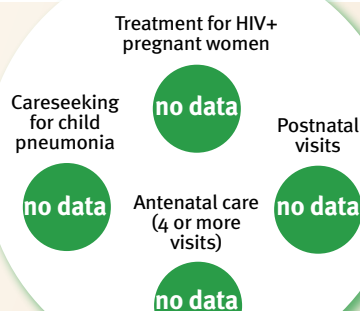 Treatment for HIV+
pregnant women
no data
Careseeking
for child
pneumonia
no data
Postnatal
visits
no data
Antenatal care
(4 or more
visits)
no data